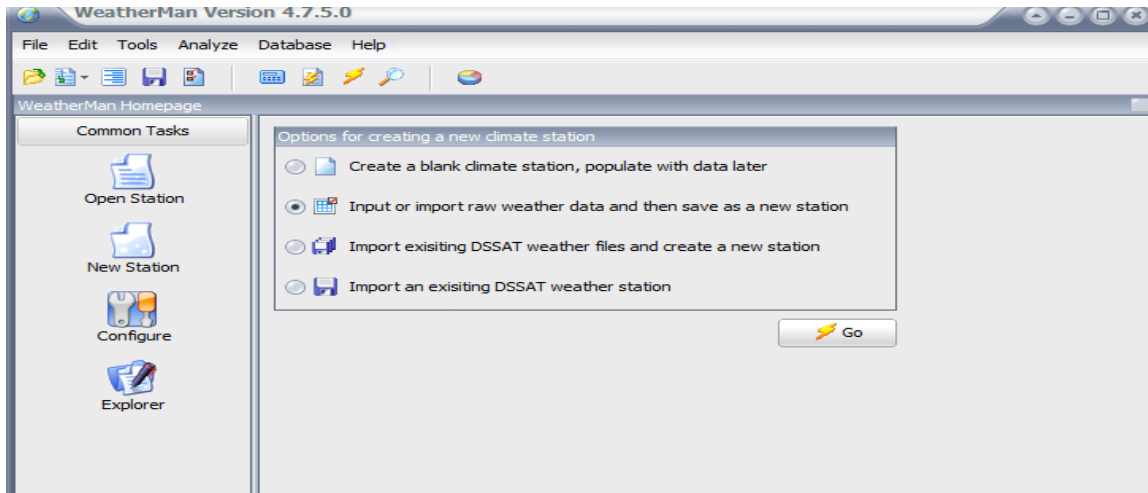 WeatherMan Version 4.7.5.0
File Edit Tools Analyze Database Help
WeatherMan Homepage
Common Tasks
Open Station
New Station
Configure
Explorer
Options for creating a new climate station
Create a blank climate station, populate with data later
Input or import raw weather data and then save as a new station
Import exisiting DSSAT weather files and create a new station
Import an exisiting DSSAT weather station
Go